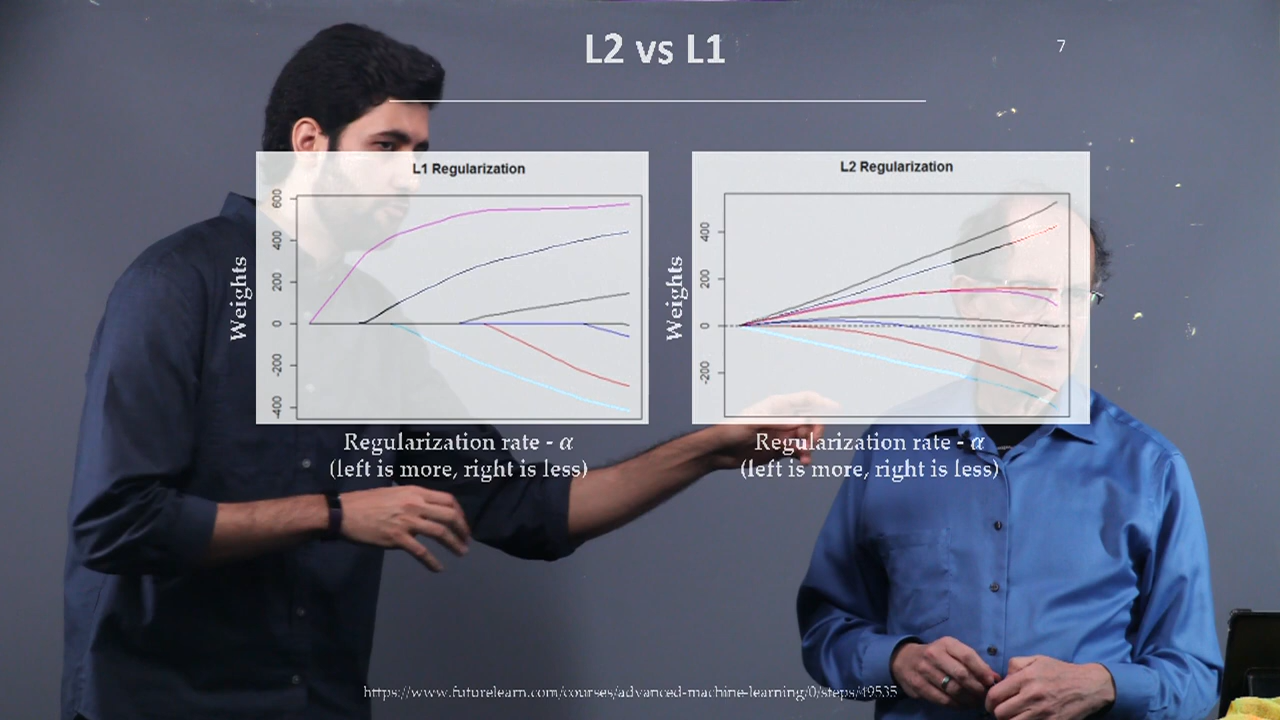 L2 vs L1
7
L1 Regularization
600
400
200
0
-200
-400
Weights
Regularization rate - α
(left is more, right is less)
L2 Regularization
400
200
0
-200
Weights
Regularization rate - α
(left is more, right is less)
https://www.futurelearn.com/courses/advanced-machine-learning/0/steps/49535